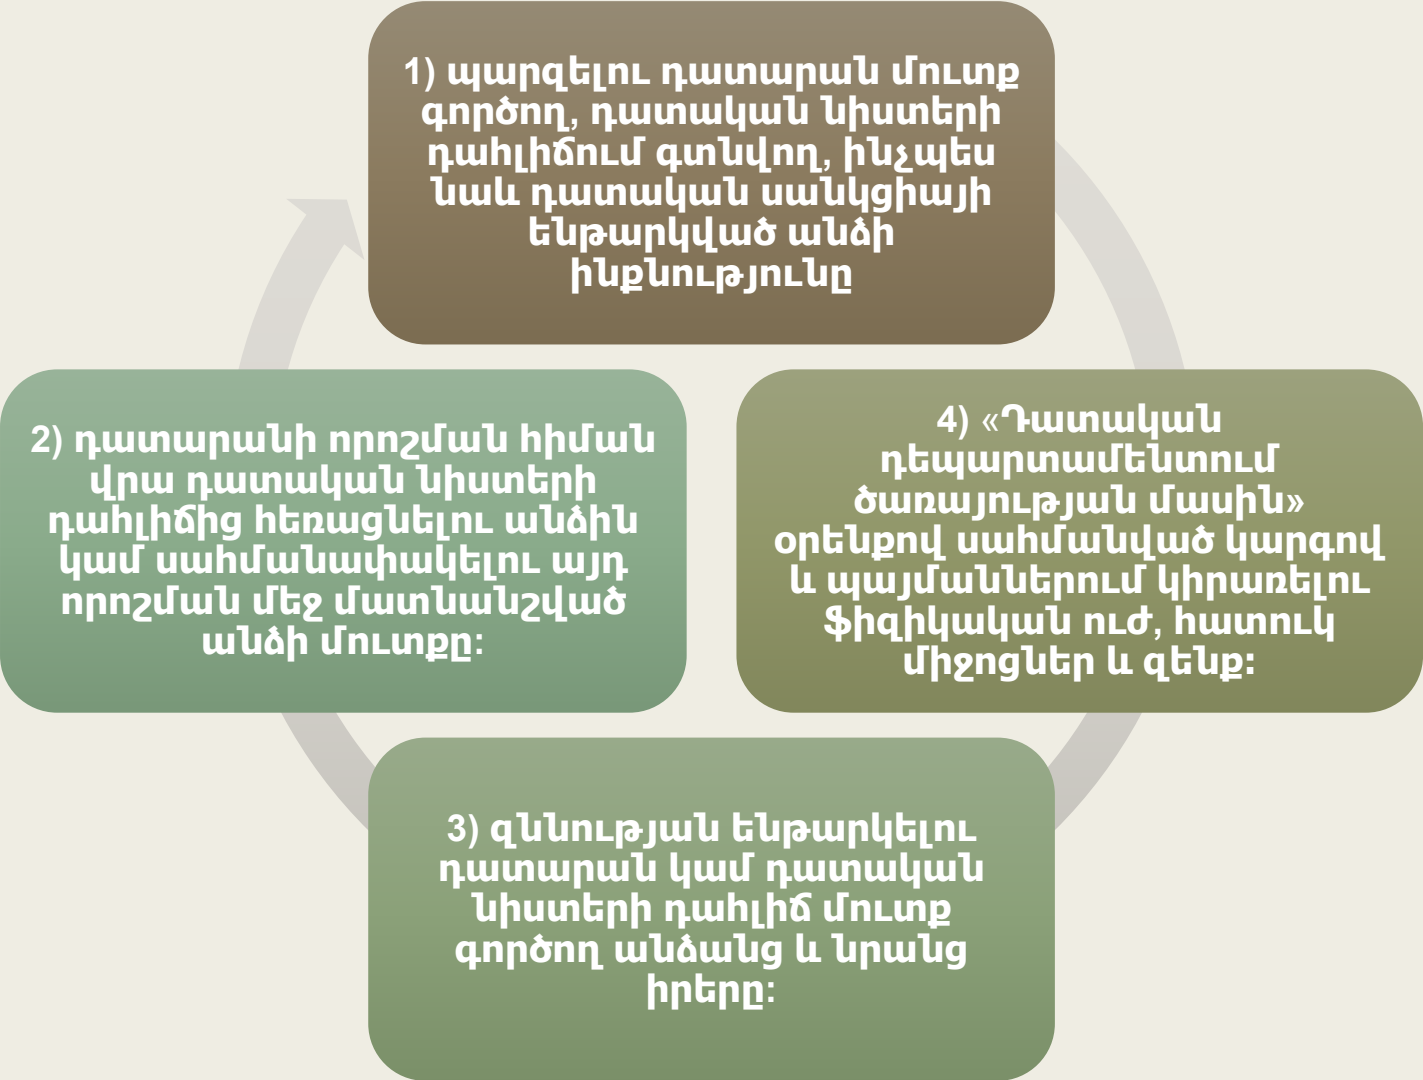 1) պարզելու դատարան մուտք
գործող, դատական նիստերի
դահլիճում գտնվող, ինչպես
նաև դատական սանկցիայի
ենթարկված անձի
ինքնությունը
2) դատարանի որոշման հիման
վրա դատական նիստերի
դահլիճից հեռացնելու անձին
կամ սահմանափակելու այդ
որոշման մեջ մատնանշված
անձի մուտքը:
4) «Դատական
դեպարտամենտում
ծառայության մասին»
օրենքով սահմանված կարգով
և պայմաններում կիրառելու
ֆիզիկական ուժ, հատուկ
միջոցներ և զենք:
3) զննության ենթարկելու
դատարան կամ դատական
նիստերի դահլիճ մուտք
գործող անձանց և նրանց
իրերը: